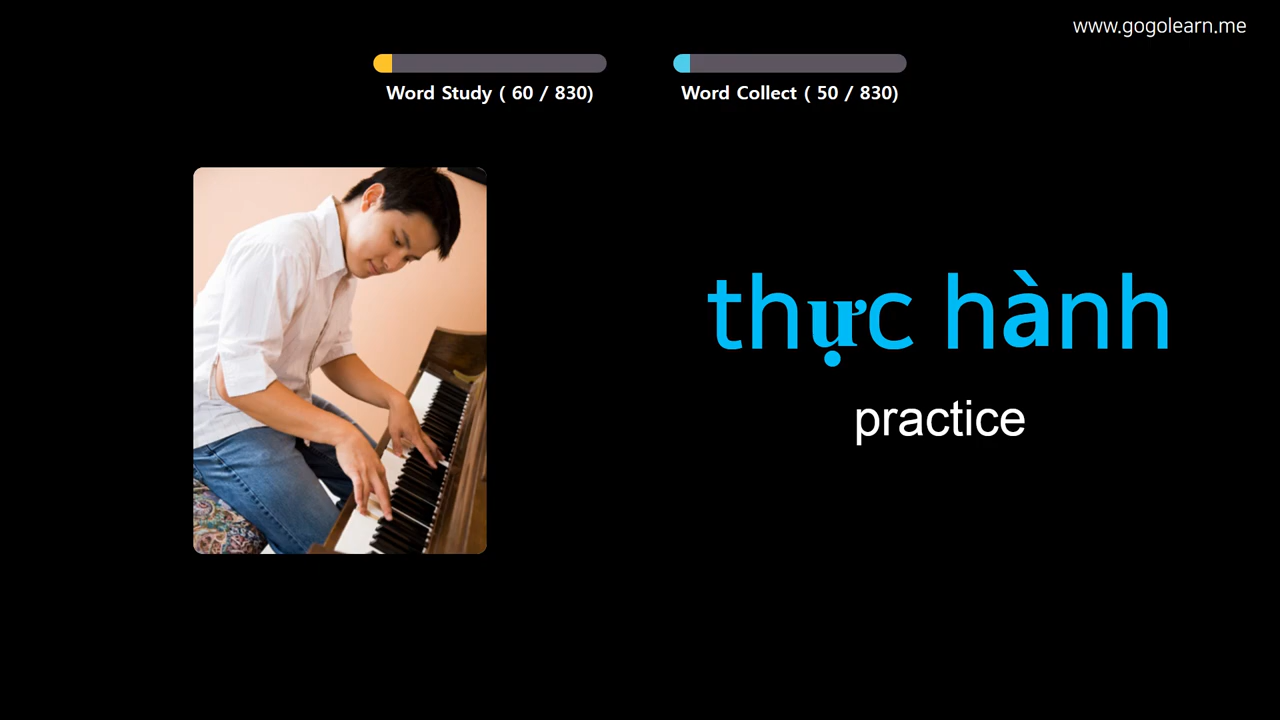 www.gogolearn.me
Word Study ( 60 / 830)
Word Collect ( 50 / 830)
thực hành
practice